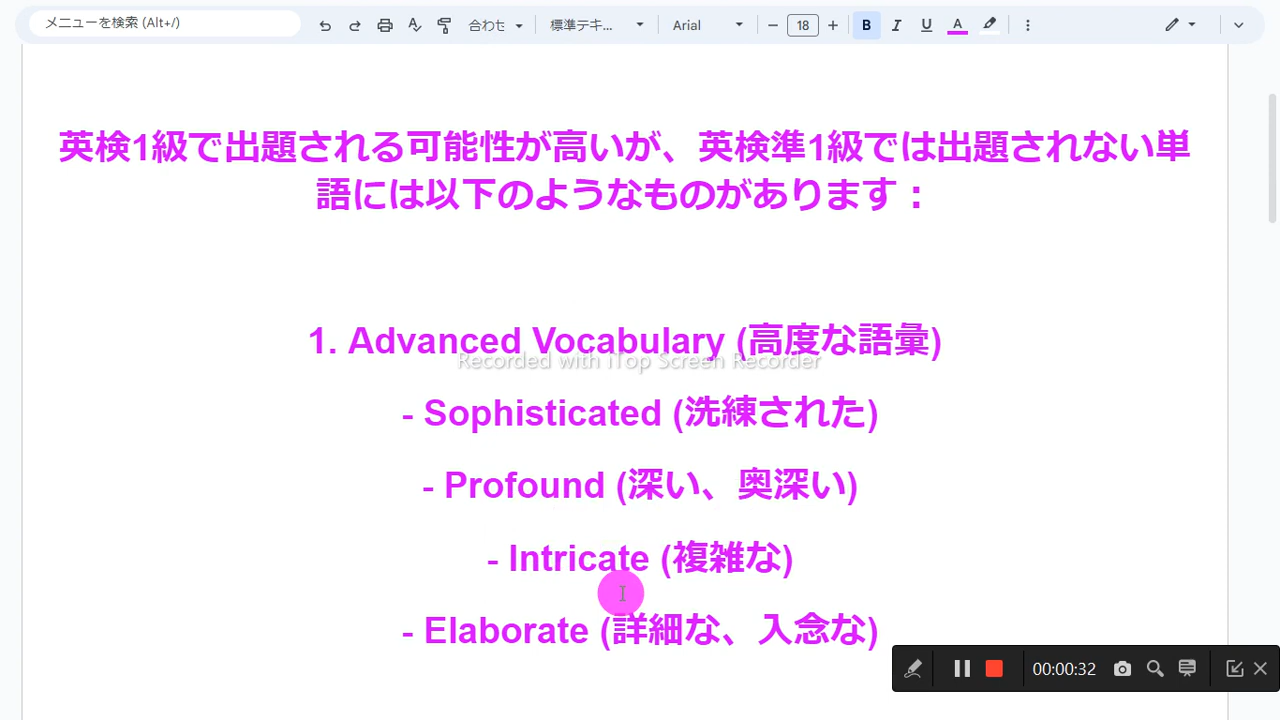 メニューを検索 (Alt+/)
合わせ
標準テキ...
Arial
18
B
I
U
A
英検1級で出題される可能性が高いが、英検準1級では出題されない単
語には以下のようなものがあります：
1. Advanced Vocabulary (高度な語彙)
Recorded with iTop Screen Recorder
- Sophisticated (洗練された)
- Profound (深い、奥深い)
- Intricate (複雑な)
- Elaborate (詳細な、入念な)
00:00:32